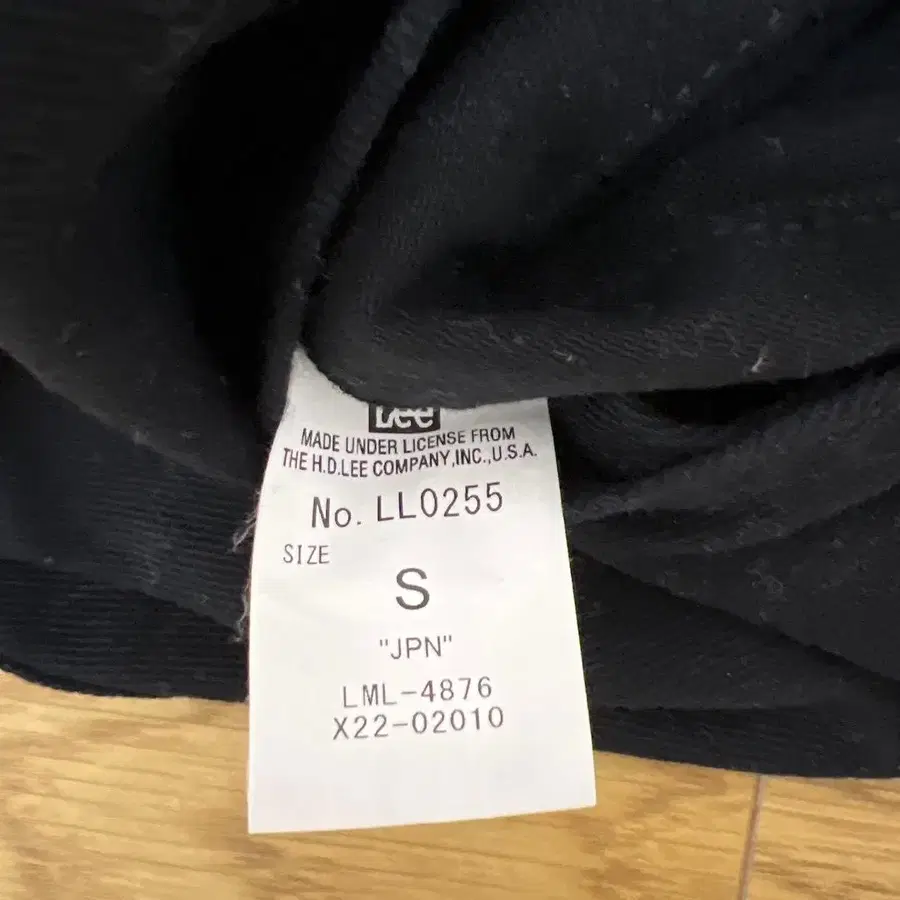 Lee
MADE UNDER LICENSE FROM
THE H.D.LEE COMPANY,INC.,U.S.A.
No. LL0255
SIZE
S
"JPN"
LML-4876
X22-02010